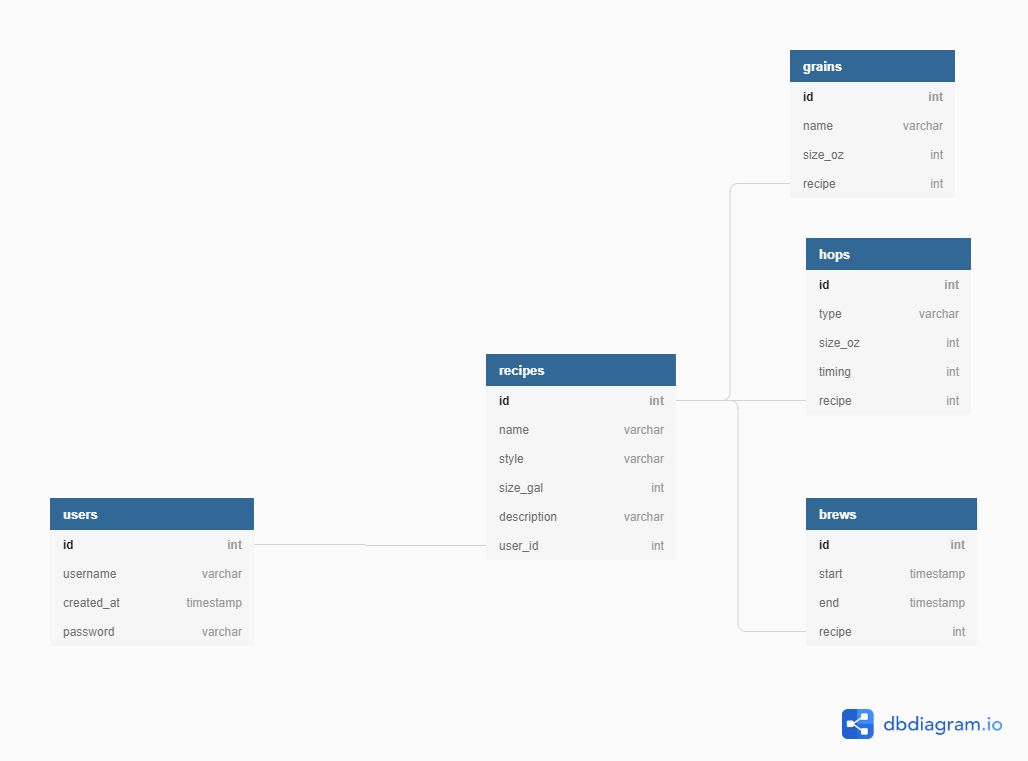 grains
id int
name varchar
size_oz int
recipe int
hops
id int
type varchar
size_oz int
timing int
recipe int
recipes
id int
name varchar
style varchar
size_gal int
description varchar
user_id int
users
id int
username varchar
created_at timestamp
password varchar
brews
id int
start timestamp
end timestamp
recipe int
dbdiagram.io